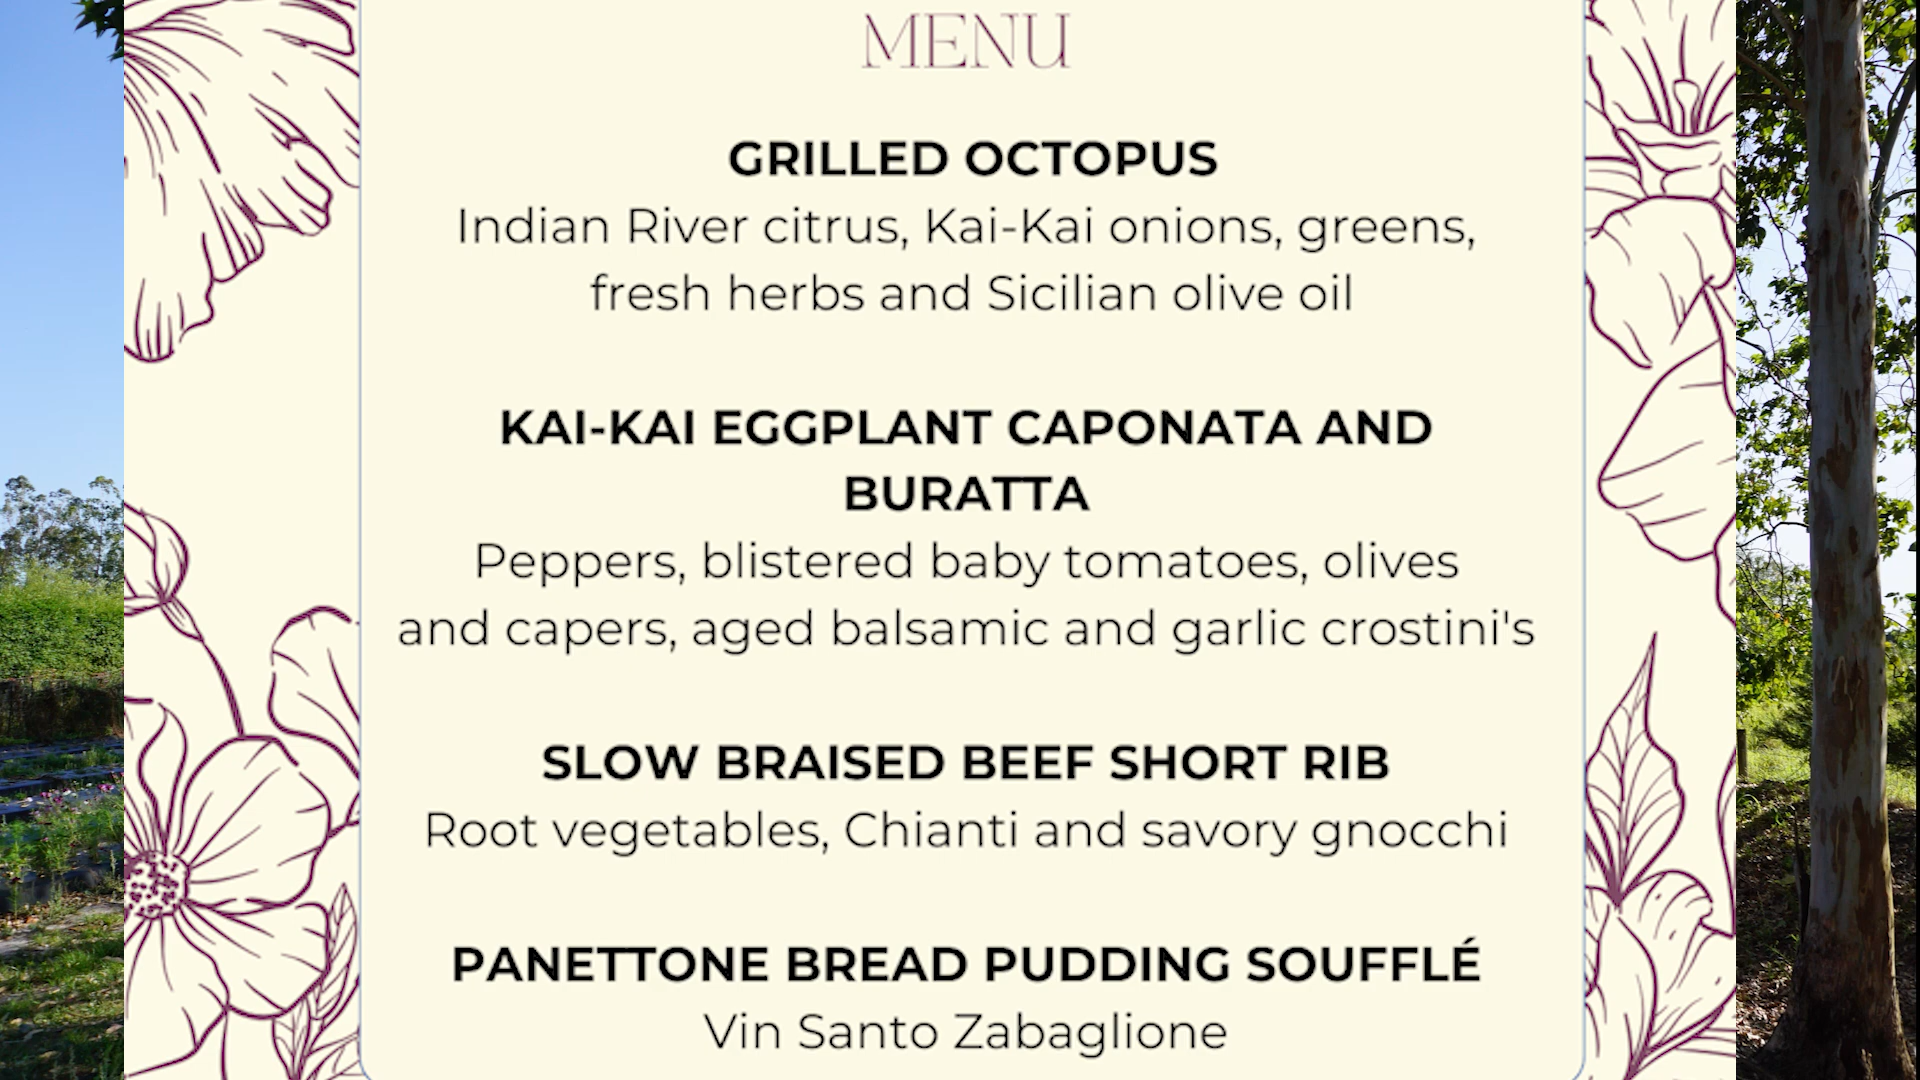 MENU
GRILLED OCTOPUS
Indian River citrus, Kai-Kai onions, greens,
fresh herbs and Sicilian olive oil
KAI-KAI EGGPLANT CAPONATA AND
BURATTA
Peppers, blistered baby tomatoes, olives
and capers, aged balsamic and garlic crostini's
SLOW BRAISED BEEF SHORT RIB
Root vegetables, Chianti and savory gnocchi
PANETTONE BREAD PUDDING SOUFFLÉ
Vin Santo Zabaglione